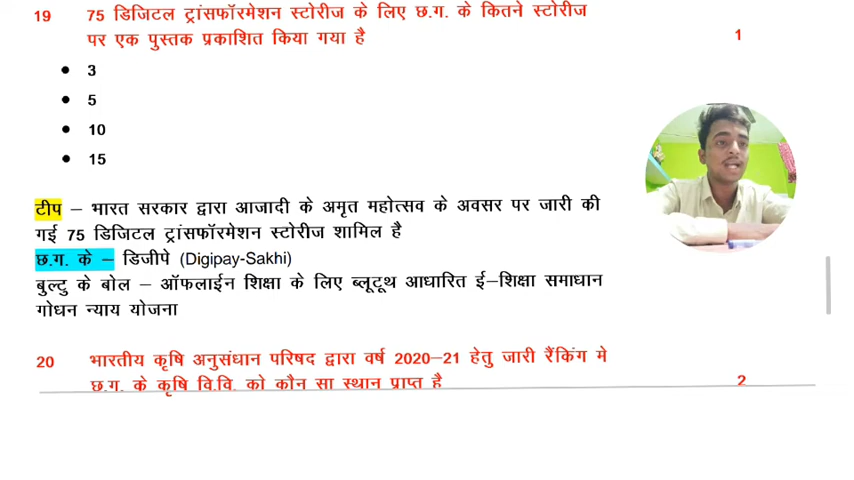 19 75 डिजिटल ट्रांसफॉरमेशन स्टोरीज के लिए छ.ग. के कितने स्टोरीज
पर एक पुस्तक प्रकाशित किया गया है 1
• 3
• 5
• 10
• 15
टीप – भारत सरकार द्वारा आजादी के अमृत महोत्सव के अवसर पर जारी की
गई 75 डिजिटल ट्रांसफॉरमेशन स्टोरीज शामिल है
छ.ग. के – डिजीपे (Digipay-Sakhi)
बुल्टु के बोल – ऑफलाईन शिक्षा के लिए ब्लूटूथ आधारित ई–शिक्षा समाधान
गोधन न्याय योजना
20 भारतीय कृषि अनुसंधान परिषद द्वारा वर्ष 2020–21 हेतु जारी रैंकिंग मे
छ.ग. के कृषि वि.वि. को कौन सा स्थान प्राप्त है 2